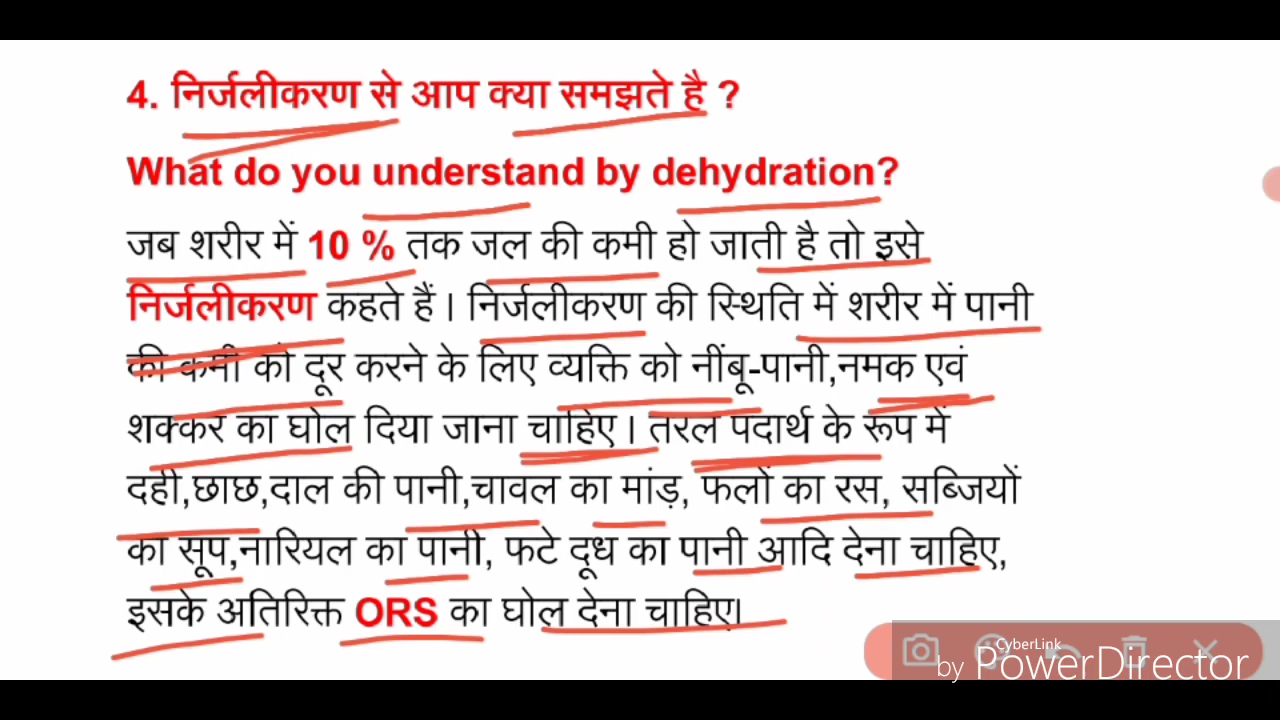 4. निर्जलीकरण से आप क्या समझते है ?
What do you understand by dehydration?
जब शरीर में 10 % तक जल की कमी हो जाती है तो इसे
निर्जलीकरण कहते हैं। निर्जलीकरण की स्थिति में शरीर में पानी
की कमी को दूर करने के लिए व्यक्ति को नींबू-पानी,नमक एवं
शक्कर का घोल दिया जाना चाहिए। तरल पदार्थ के रूप में
दही,छाछ,दाल की पानी,चावल का मांड़, फलों का रस, सब्जियों
का सूप,नारियल का पानी, फटे दूध का पानी आदि देना चाहिए,
इसके अतिरिक्त ORS का घोल देना चाहिए।
CyberLink
by PowerDirector